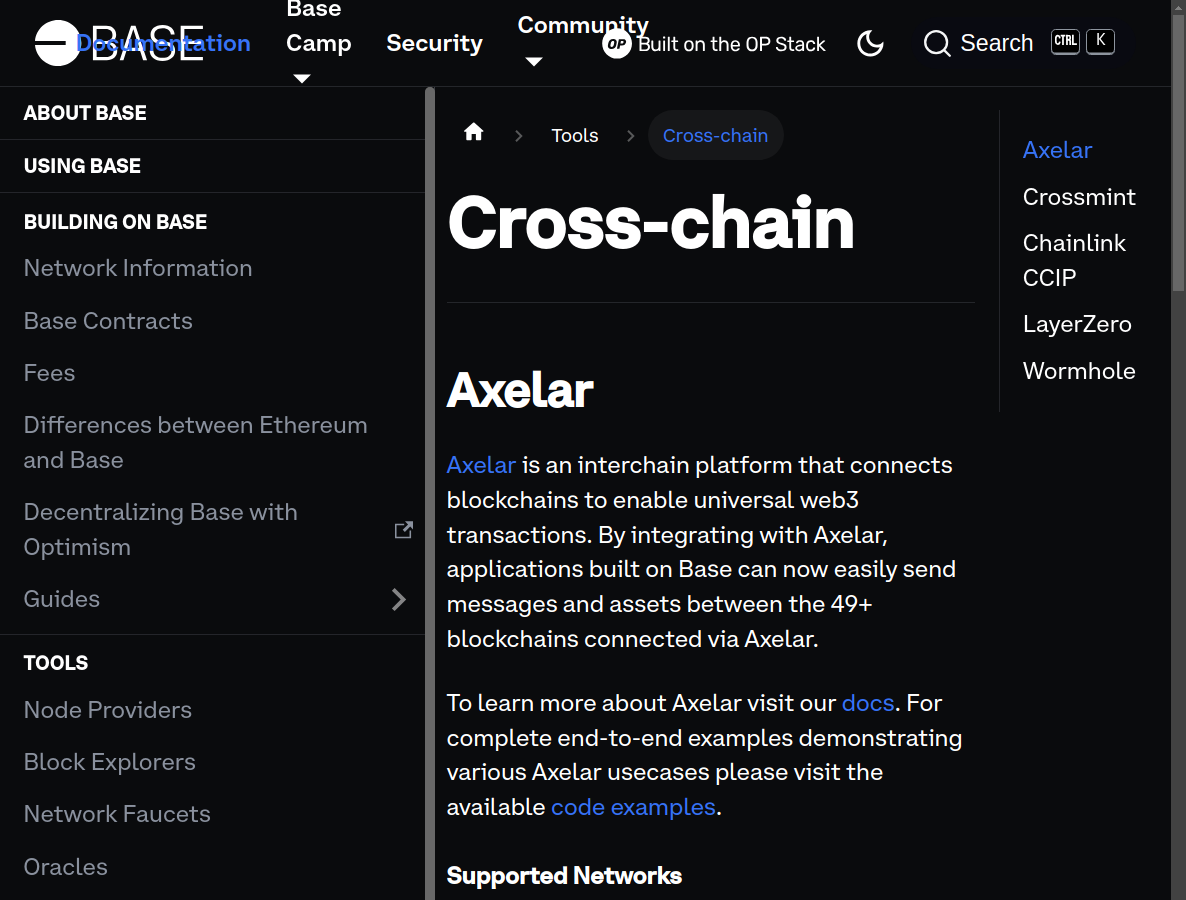 BASE
Documentation
Base
Camp
Security
Community
OP Built on the OP Stack
Search CTRL K
ABOUT BASE
USING BASE
BUILDING ON BASE
Network Information
Base Contracts
Fees
Differences between Ethereum
and Base
Decentralizing Base with
Optimism
Guides
TOOLS
Node Providers
Block Explorers
Network Faucets
Oracles
Tools
Cross-chain
Cross-chain
Axelar
Axelar is an interchain platform that connects
blockchains to enable universal web3
transactions. By integrating with Axelar,
applications built on Base can now easily send
messages and assets between the 49+
blockchains connected via Axelar.
To learn more about Axelar visit our docs. For
complete end-to-end examples demonstrating
various Axelar usecases please visit the
available code examples.
Supported Networks
Axelar
Crossmint
Chainlink
CCIP
LayerZero
Wormhole